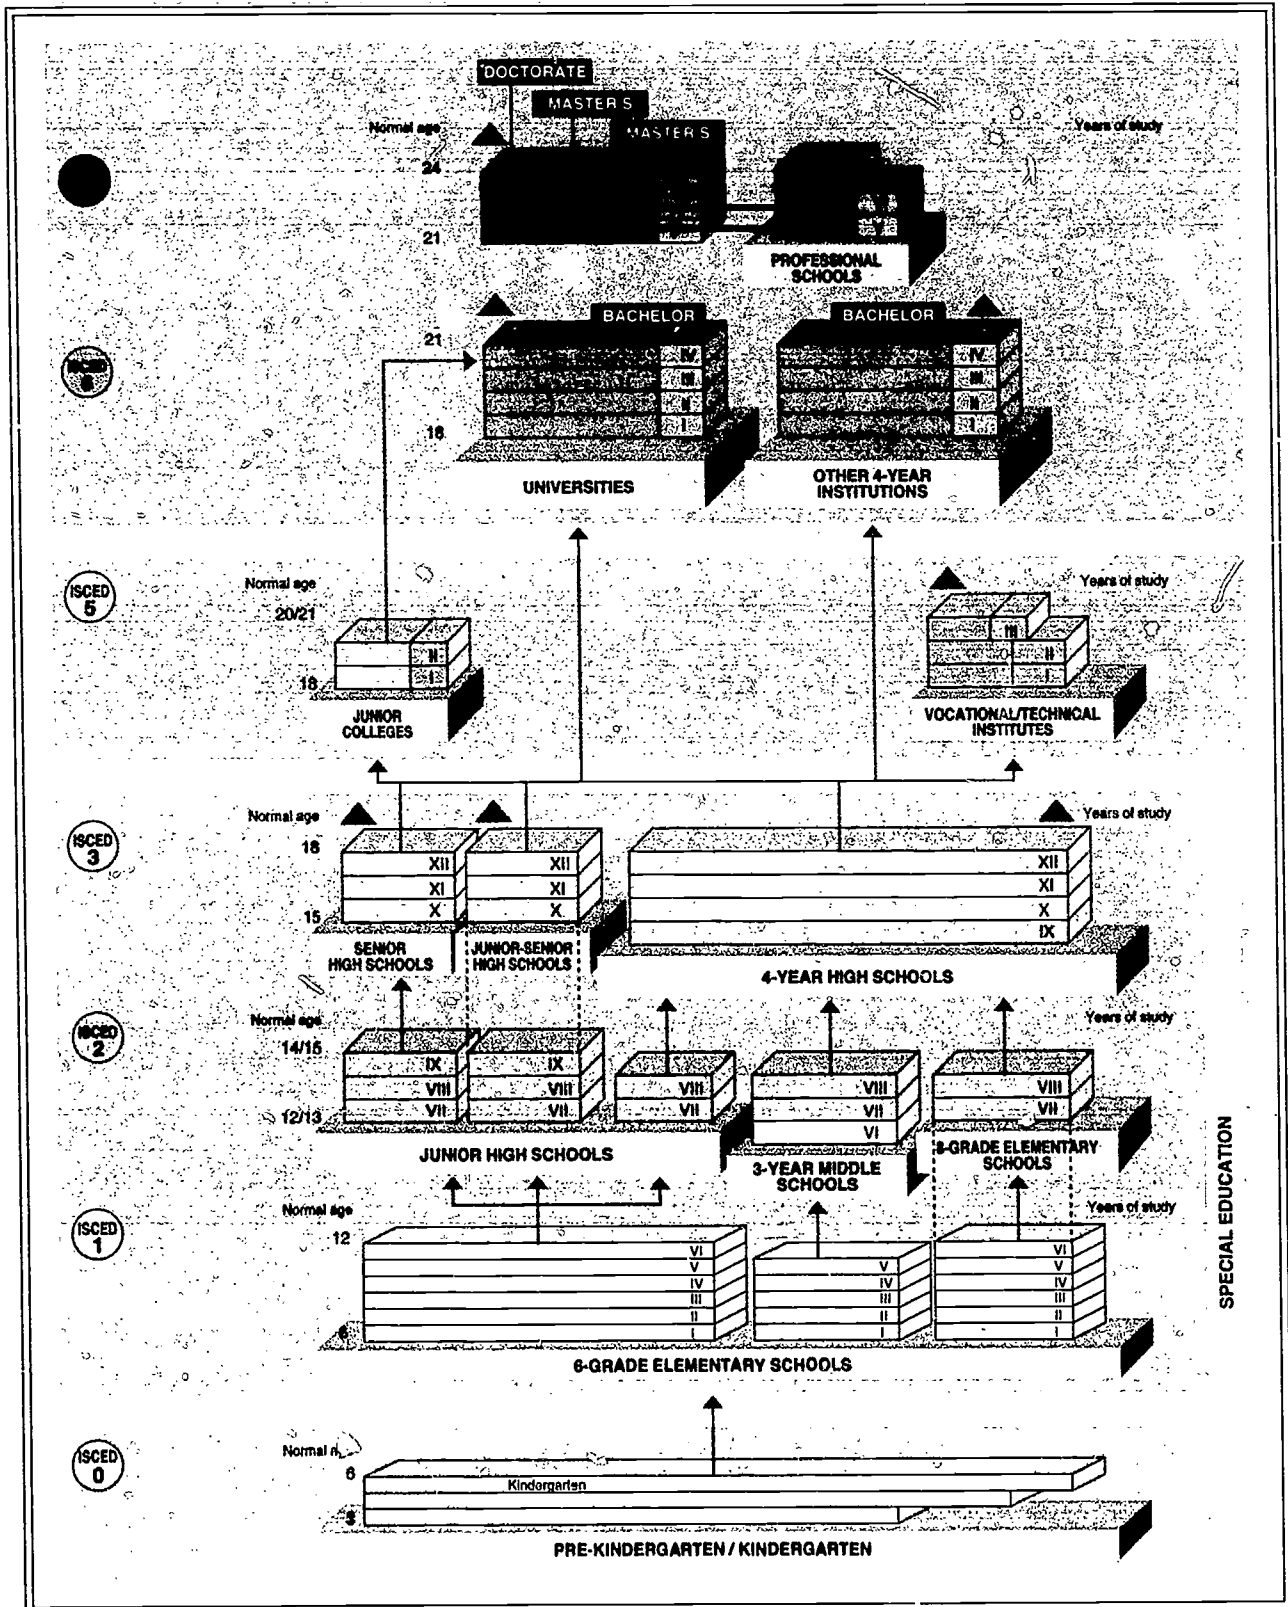 DOCTORATE
MASTER'S
Normal age
MASTER'S
Years of study
24
21
PROFESSIONAL
SCHOOLS
BACHELOR
BACHELOR
21
IV
IV
ISCED
6
III
III
II
II
I
I
18
UNIVERSITIES
OTHER 4-YEAR
INSTITUTIONS
ISCED
5
Normal age
Years of study
20/21
III
II
II
I
I
18
JUNIOR
COLLEGES
VOCATIONAL/TECHNICAL
INSTITUTES
Normal age
Years of study
ISCED
3
18
XII
XII
XII
XI
XI
XI
X
X
X
15
IX
SENIOR
HIGH SCHOOLS
JUNIOR-SENIOR
HIGH SCHOOLS
4-YEAR HIGH SCHOOLS
Normal age
Years of study
ISCED
2
14/15
IX
IX
VIII
VIII
VIII
VIII
VIII
VII
VII
VII
VII
VII
12/13
VI
JUNIOR HIGH SCHOOLS
3-YEAR MIDDLE
SCHOOLS
8-GRADE ELEMENTARY
SCHOOLS
SPECIAL EDUCATION
Normal age
Years of study
ISCED
1
12
VI
VI
V
V
V
IV
IV
IV
III
III
III
II
II
II
I
I
I
6
6-GRADE ELEMENTARY SCHOOLS
ISCED
0
Normal
6
Kindergarten
3
PRE-KINDERGARTEN / KINDERGARTEN